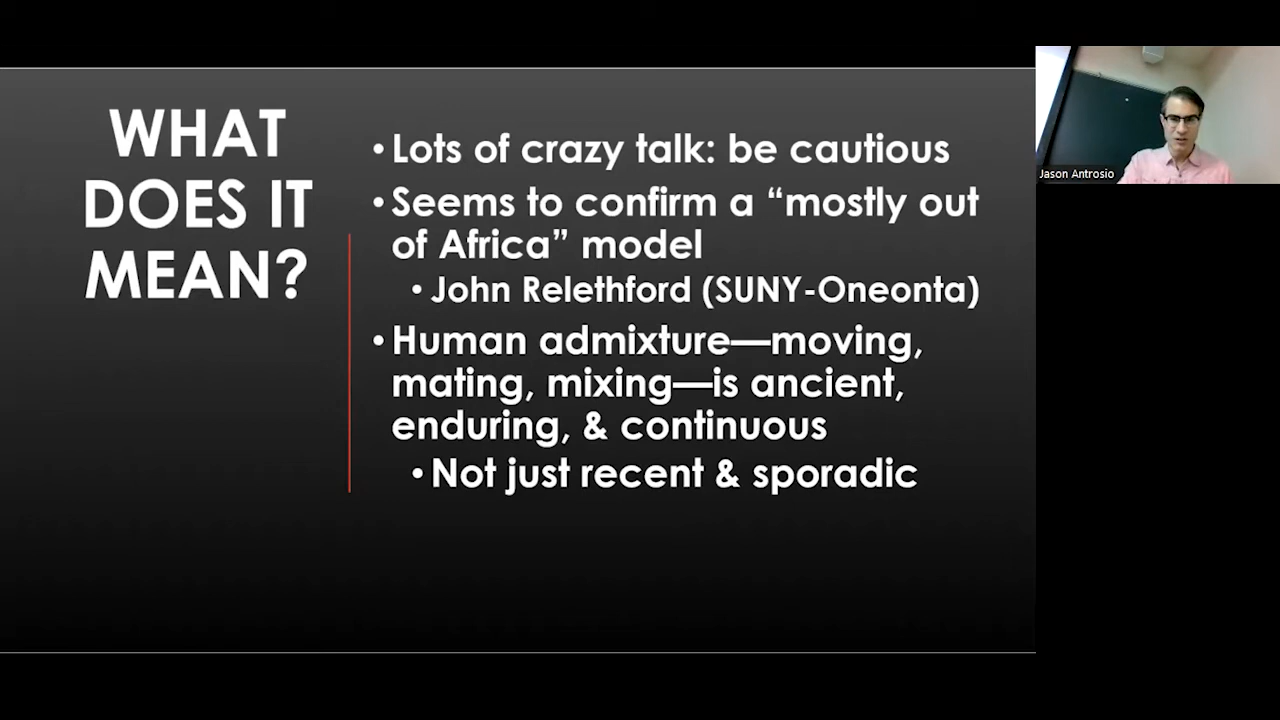 WHAT
DOES IT
MEAN?
•Lots of crazy talk: be cautious
•Seems to confirm a “mostly out
of Africa” model
•John Relethford (SUNY-Oneonta)
•Human admixture—moving,
mating, mixing—is ancient,
enduring, & continuous
•Not just recent & sporadic
Jason Antrosio